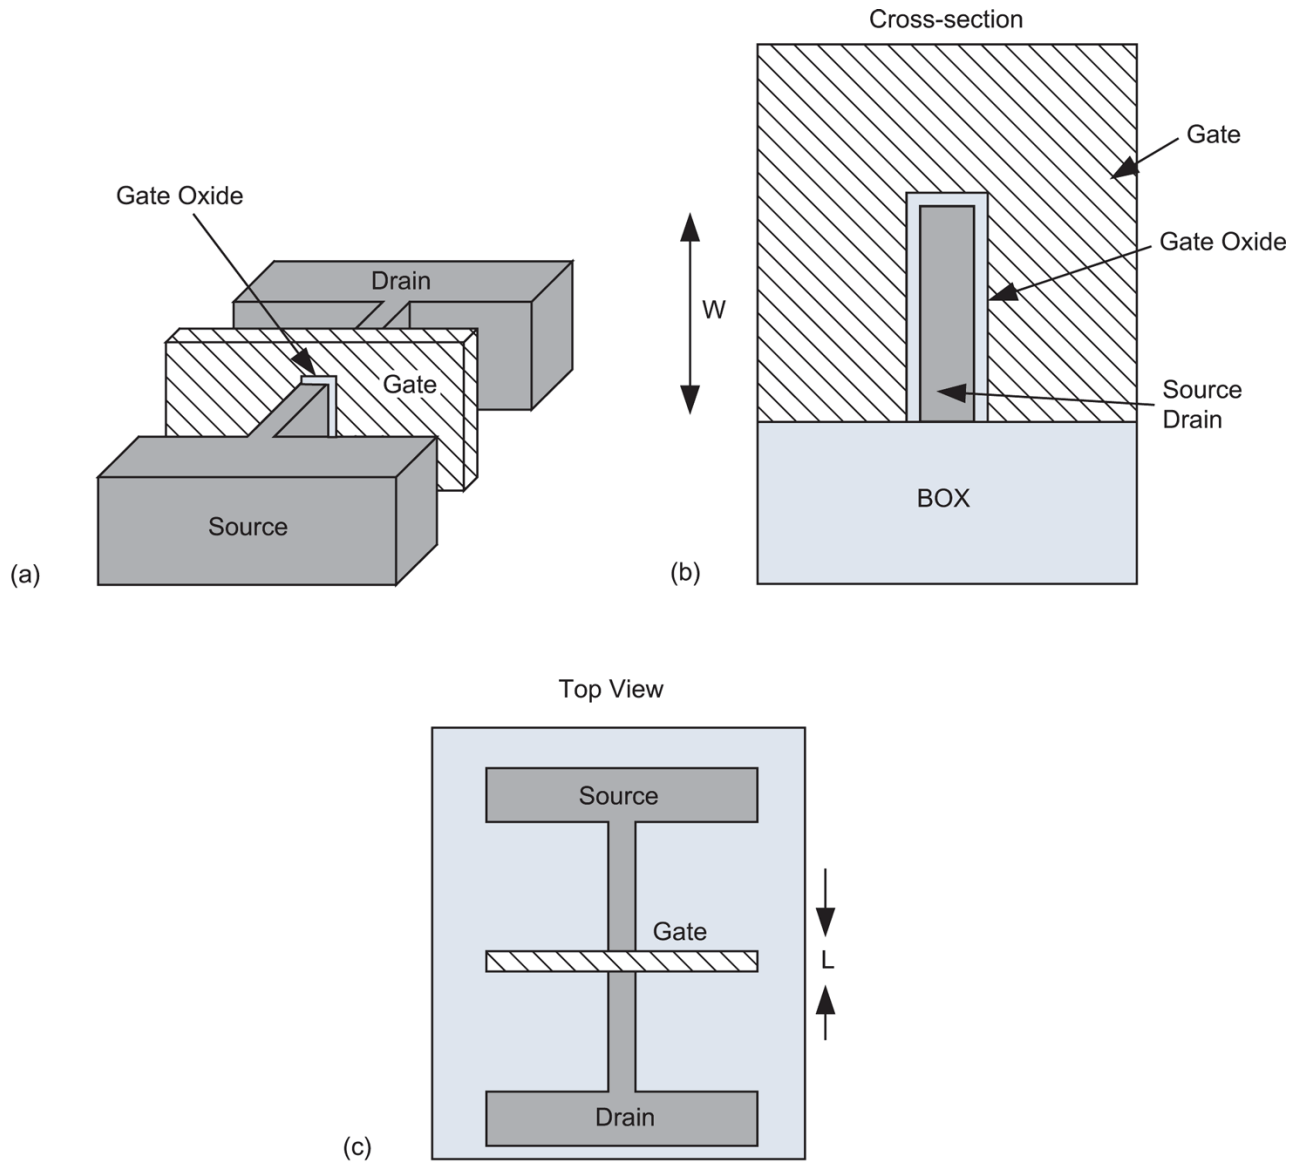 Gate Oxide
Drain
Gate
Source
(a)
Cross-section
Gate
Gate Oxide
W
Source
Drain
BOX
(b)
Top View
Source
Gate
L
Drain
(c)